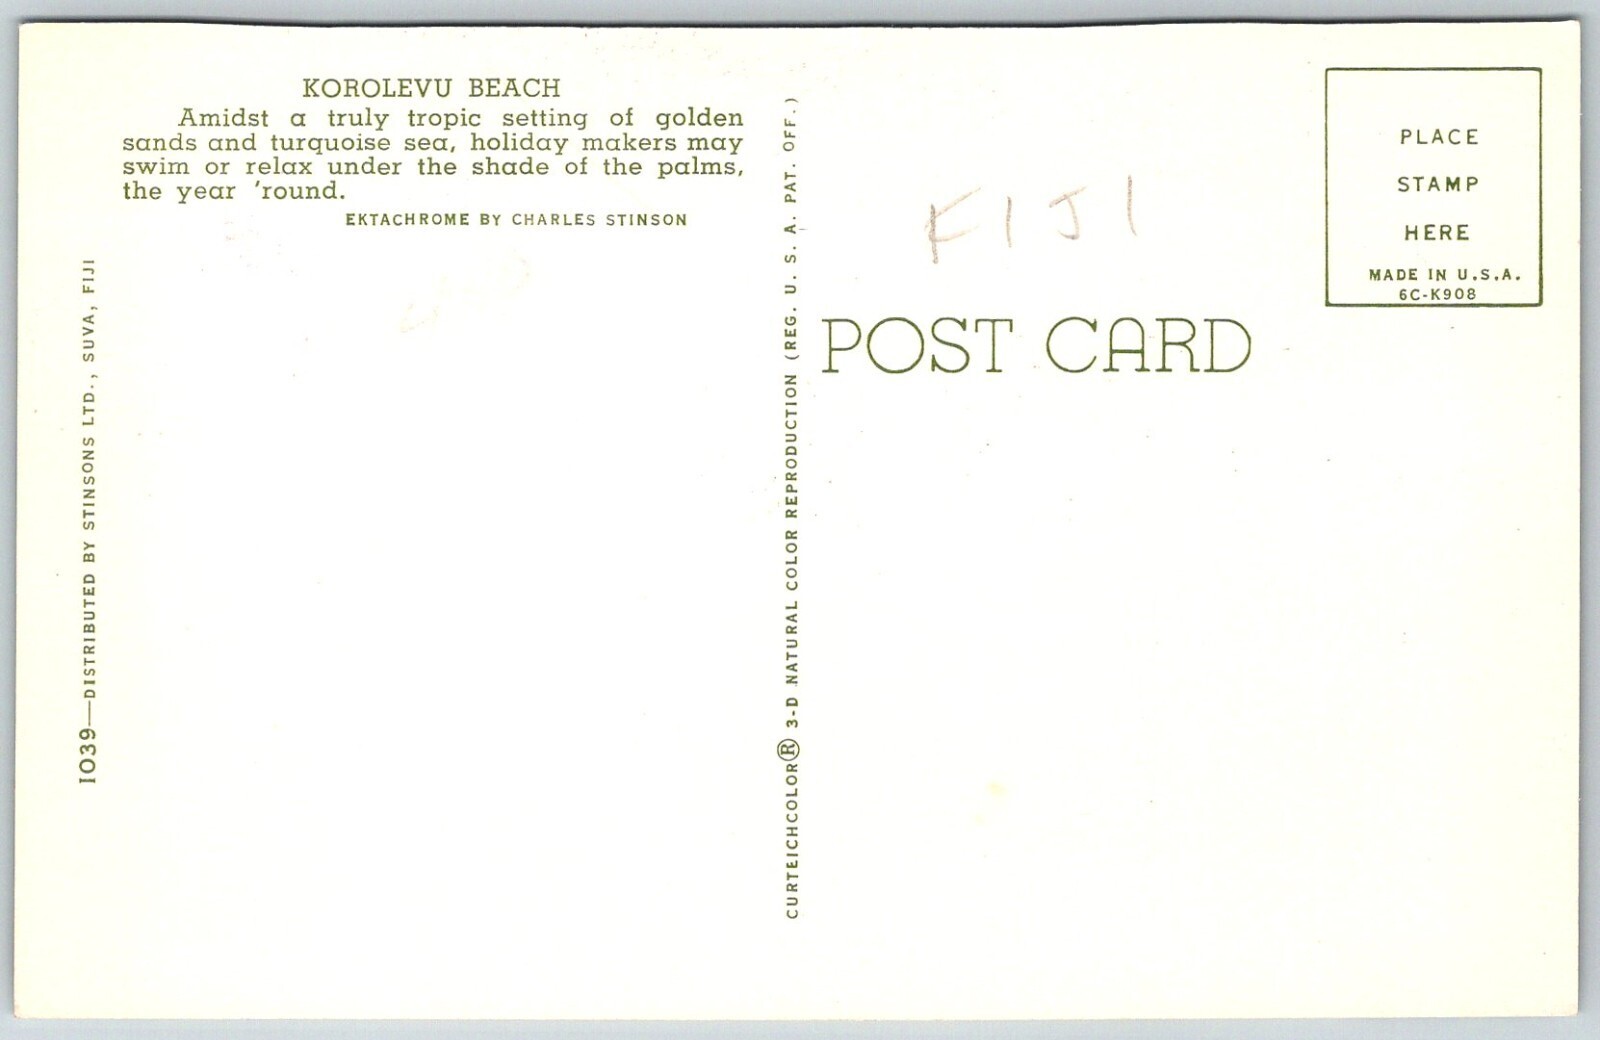 KOROLEVU BEACH
Amidst a truly tropic setting of golden
sands and turquoise sea, holiday makers may
swim or relax under the shade of the palms,
the year 'round.
EKTACHROME BY CHARLES STINSON
1039—DISTRIBUTED BY STINSONS LTD., SUVA, FIJI
CURTEICHCOLOR® 3-D NATURAL COLOR REPRODUCTION (REG. U. S. A. PAT. OFF.)
FIJI
POST CARD
PLACE
STAMP
HERE
MADE IN U.S.A.
6C-K908